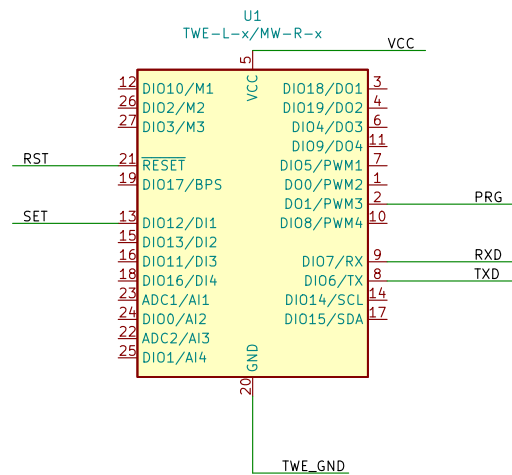 U1
TWE-L-x/MW-R-x
VCC
5
VCC
12 DIO10/M1 DIO18/DO1 3
26 DIO2/M2 DIO19/DO2 4
27 DIO3/M3 DIO4/DO3 6
DIO9/DO4 11
RST 21 RESET DIO5/PWM1 7
19 DIO17/BPS DO0/PWM2 1
DO1/PWM3 2 PRG
SET 13 DIO12/DI1 DIO8/PWM4 10
15 DIO13/DI2
16 DIO11/DI3 DIO7/RX 9 RXD
18 DIO16/DI4 DIO6/TX 8 TXD
23 ADC1/AI1 DIO14/SCL 14
24 DIO0/AI2 DIO15/SDA 17
22 ADC2/AI3
25 DIO1/AI4
GND
20
TWE_GND